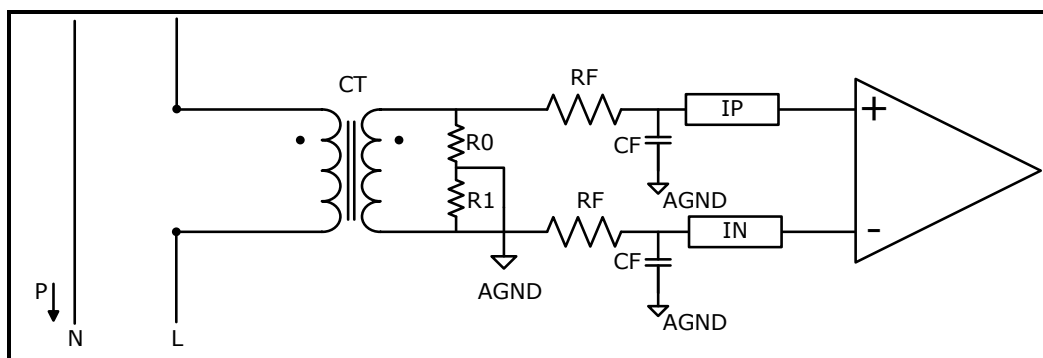 CT
RF
IP
+
R0
CF
AGND
R1
RF
IN
-
CF
AGND
AGND
P
N
L